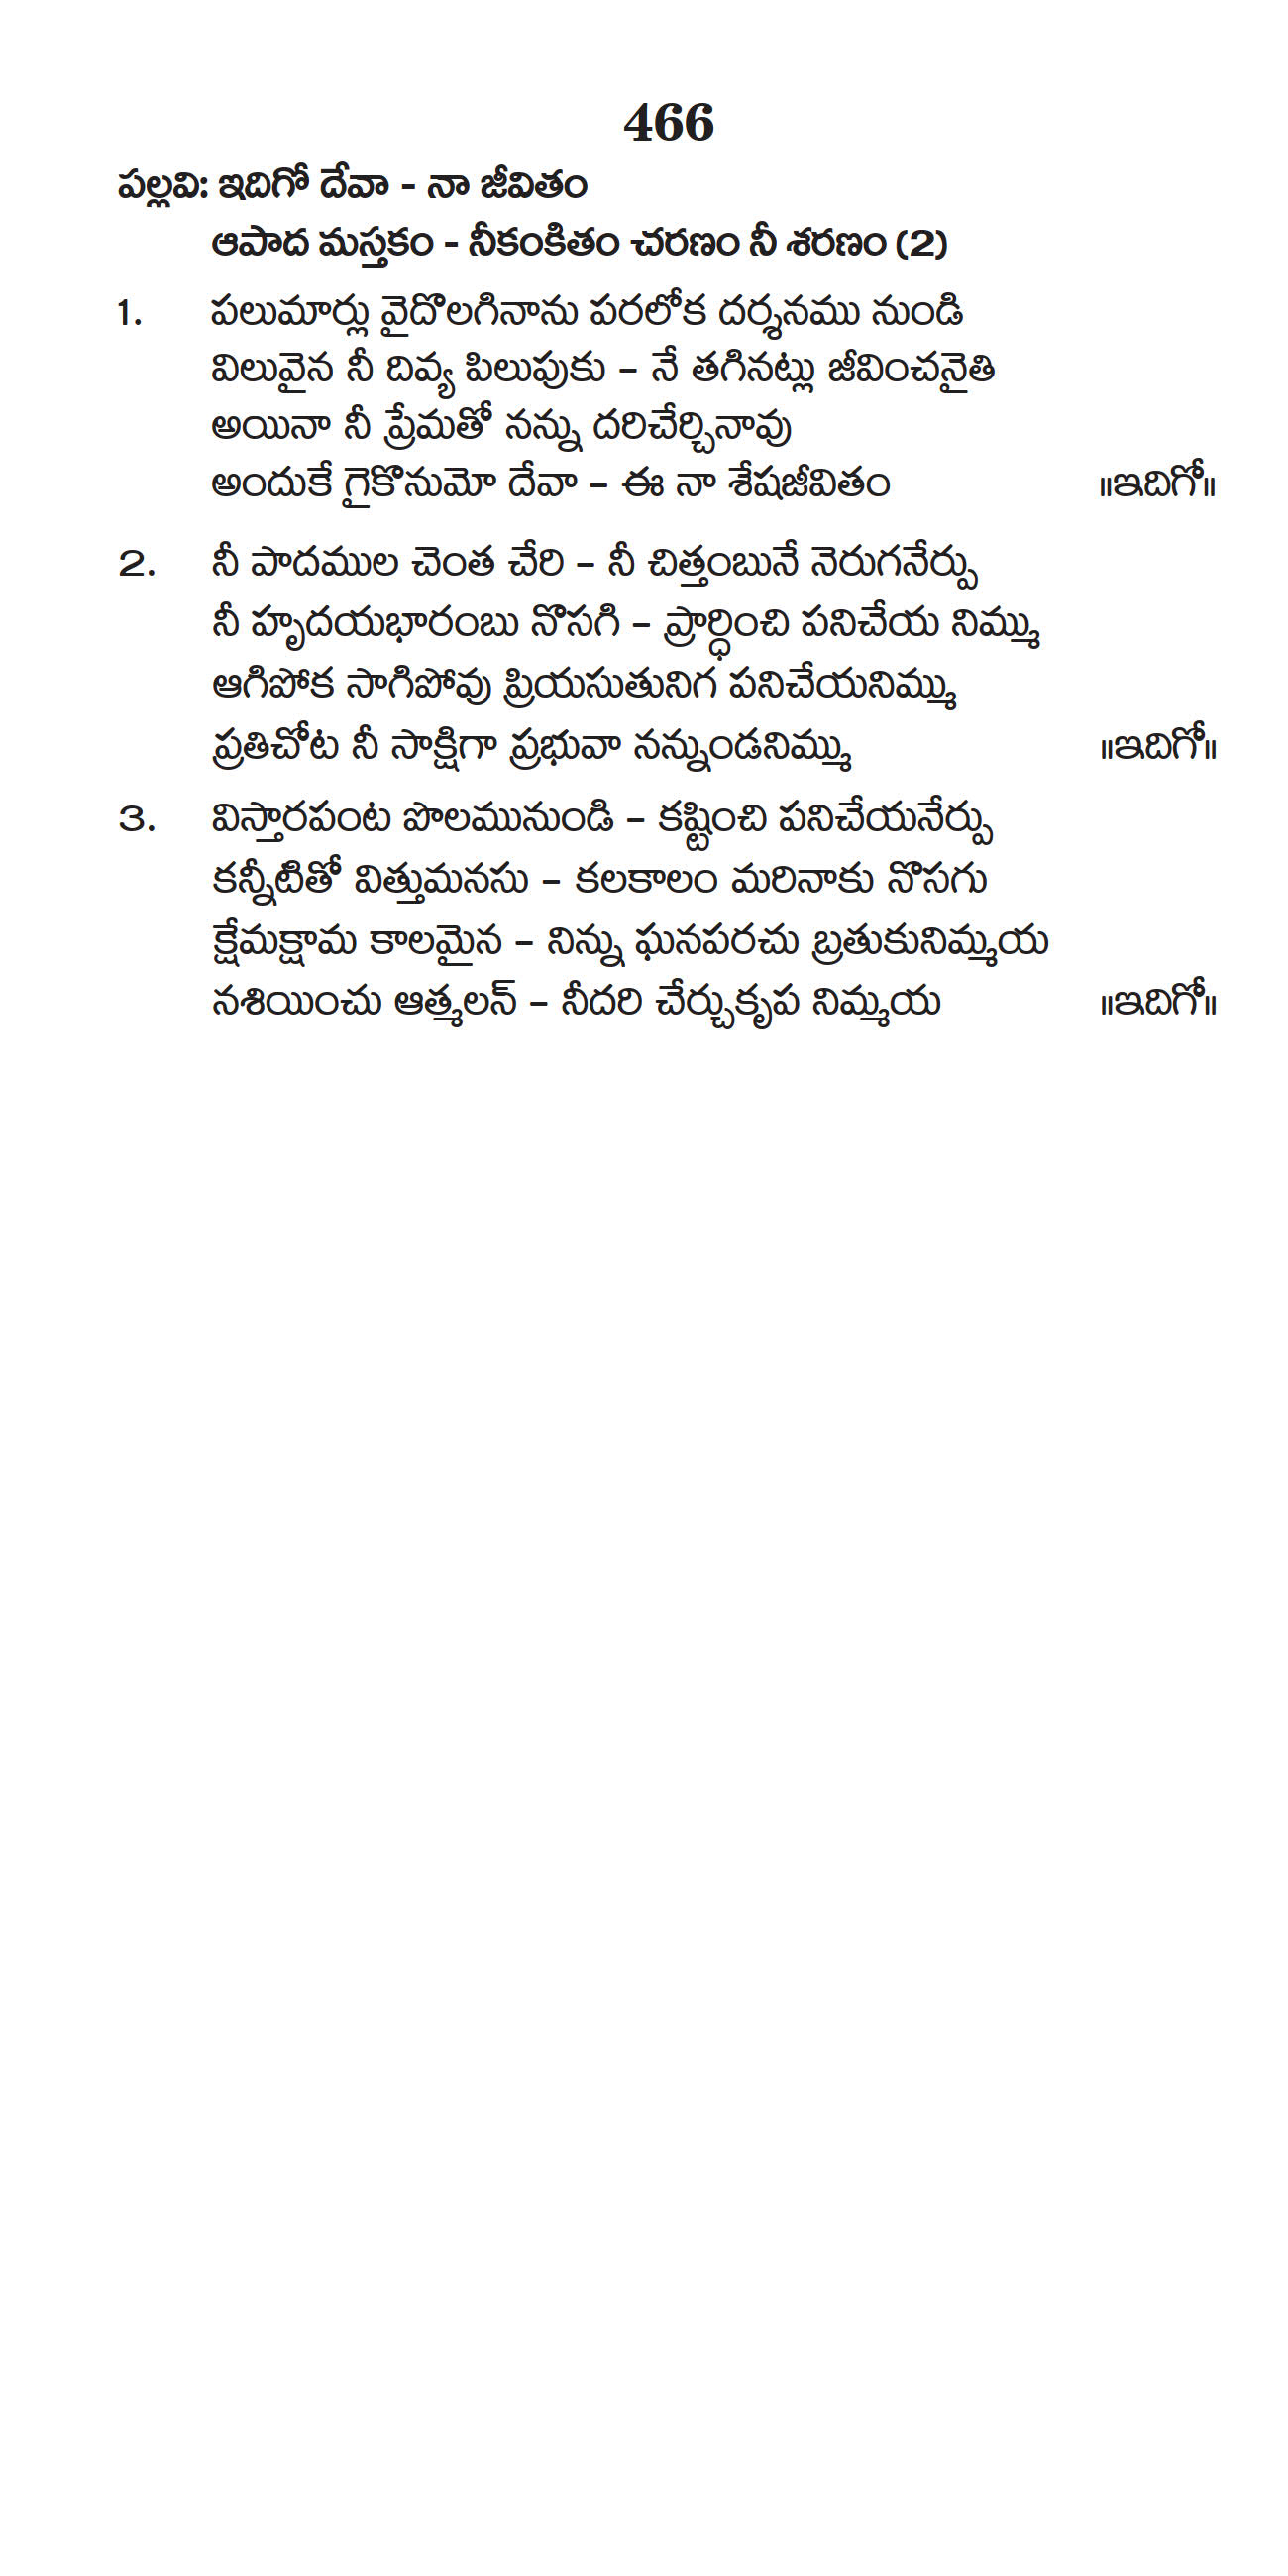 466
పల్లవి: ఇదిగో దేవా - నా జీవితం
ఆపాద మస్తకం - నీకంకితం చరణం నీ శరణం (2)
1. పలుమార్లు వైదొలగినాను పరలోక దర్శనము నుండి
విలువైన నీ దివ్య పిలుపుకు – నే తగినట్లు జీవించనైతి
అయినా నీ ప్రేమతో నన్ను దరిచేర్చినావు
అందుకే గైకొనుమో దేవా – ఈ నా శేషజీవితం ॥ఇదిగో॥
2. నీ పాదముల చెంత చేరి – నీ చిత్తంబునే నెరుగనేర్పు
నీ హృదయభారంబు నొసగి – ప్రార్ధించి పనిచేయ నిమ్ము
ఆగిపోక సాగిపోవు ప్రియసుతునిగ పనిచేయనిమ్ము
ప్రతిచోట నీ సాక్షిగా ప్రభువా నన్నుండనిమ్ము ॥ఇదిగో॥
3. విస్తారపంట పొలమునుండి – కష్టించి పనిచేయనేర్పు
కన్నీటితో విత్తుమనసు – కలకాలం మరినాకు నొసగు
క్షేమక్షామ కాలమైన – నిన్ను ఘనపరచు బ్రతుకునిమ్మయ
నశియించు ఆత్మలన్ – నీదరి చేర్చుకృప నిమ్మయ ॥ఇదిగో॥